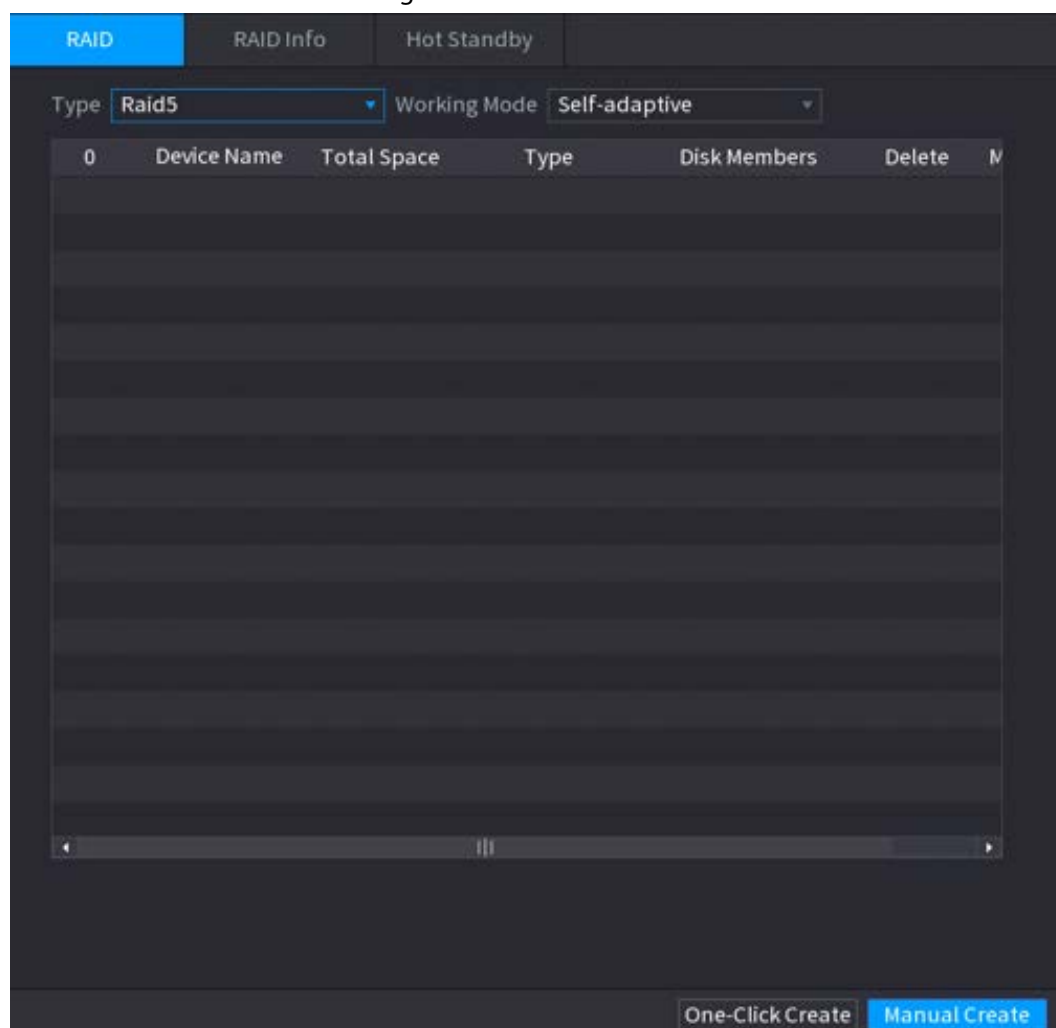 RAID RAID Info Hot Standby
Type Raid5 Working Mode Self-adaptive
0 Device Name Total Space Type Disk Members Delete M
One-Click Create Manual Create